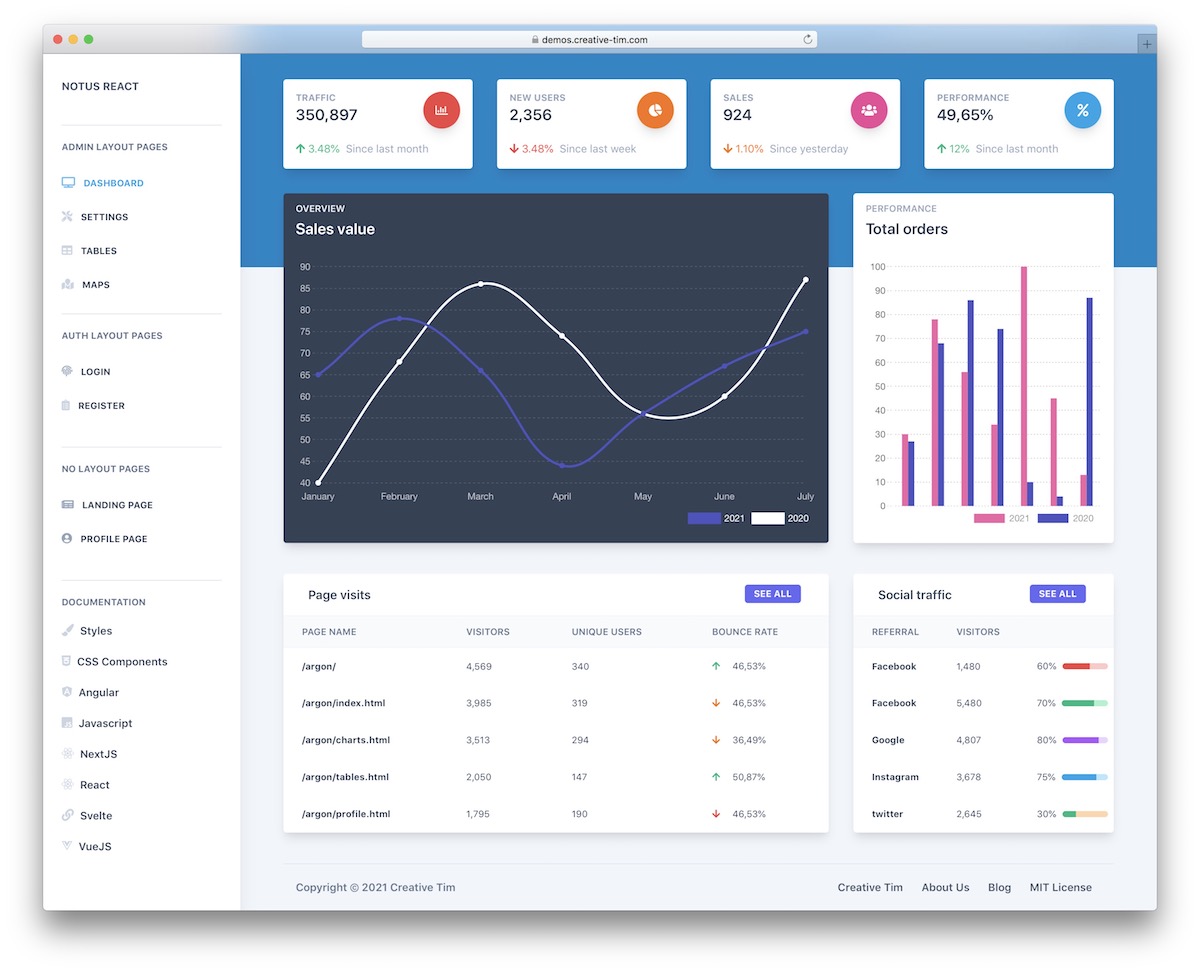 demos.creative-tim.com
NOTUS REACT
ADMIN LAYOUT PAGES
DASHBOARD
SETTINGS
TABLES
MAPS
AUTH LAYOUT PAGES
LOGIN
REGISTER
NO LAYOUT PAGES
LANDING PAGE
PROFILE PAGE
DOCUMENTATION
Styles
CSS Components
Angular
Javascript
NextJS
React
Svelte
VueJS
TRAFFIC
350,897
3.48% Since last month
NEW USERS
2,356
3.48% Since last week
SALES
924
1.10% Since yesterday
PERFORMANCE
49,65%
12% Since last month
OVERVIEW
Sales value
90
85
80
75
70
65
60
55
50
45
40
January February March April May June July
2021 2020
PERFORMANCE
Total orders
100
90
80
70
60
50
40
30
20
10
0
2021 2020
Page visits SEE ALL
PAGE NAME VISITORS UNIQUE USERS BOUNCE RATE
/argon/ 4,569 340 46,53%
/argon/index.html 3,985 319 46,53%
/argon/charts.html 3,513 294 36,49%
/argon/tables.html 2,050 147 50,87%
/argon/profile.html 1,795 190 46,53%
Social traffic SEE ALL
REFERRAL VISITORS
Facebook 1,480 60%
Facebook 5,480 70%
Google 4,807 80%
Instagram 3,678 75%
twitter 2,645 30%
Copyright © 2021 Creative Tim
Creative Tim About Us Blog MIT License